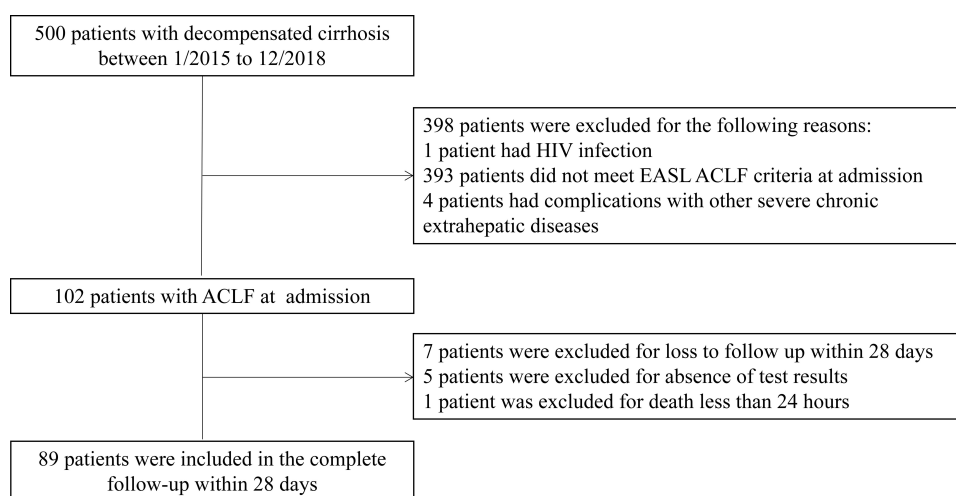 500 patients with decompensated cirrhosis
between 1/2015 to 12/2018
398 patients were excluded for the following reasons:
1 patient had HIV infection
393 patients did not meet EASL ACLF criteria at admission
4 patients had complications with other severe chronic
extrahepatic diseases
102 patients with ACLF at admission
7 patients were excluded for loss to follow up within 28 days
5 patients were excluded for absence of test results
1 patient was excluded for death less than 24 hours
89 patients were included in the complete
follow-up within 28 days